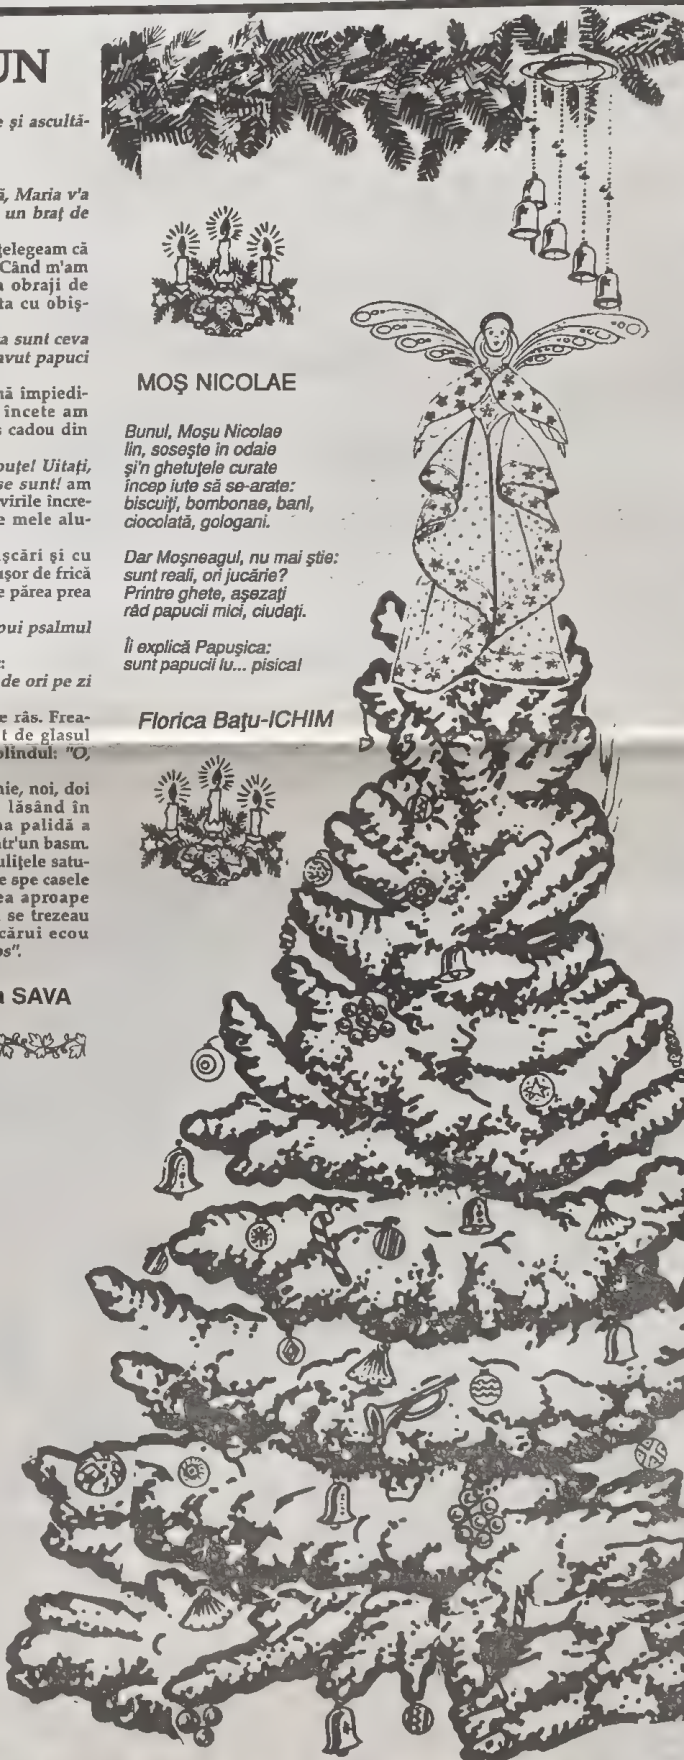 UN
e și ascultă-
ă, Maria v'a
un braț de
țelegeam că
Când m'am
a obraji de
ta cu obiș-
a sunt ceva
avut papuci
nă împiedi-
încete am
s cadou din
puțe! Uitați,
se sunt! am
virile încre-
e mele alu-
ișcări și cu
ușor de frică
e părea prea
pui psalmul
r:
de ori pe zi
e râs. Frea-
t de glasul
olindul: "O,
nie, noi, doi
lăsând în
na palidă a
ntr'un basm.
ulițele satu-
e spe casele
ea aproape
se trezeau
cărui ecou
os".
a SAVA
MOȘ NICOLAE
Bunul, Moșu Nicolae
lin, sosește in odaie
și'n ghetuțele curate
încep iute să se-arate:
biscuiți, bombonae, bani,
ciocolată, gologani.
Dar Moșneagul, nu mai știe:
sunt reali, ori jucărie?
Printre ghete, așezați
râd papucii mici, ciudați.
Îi explică Papușica:
sunt papucii lu... pisica!
Florica Bațu-ICHIM